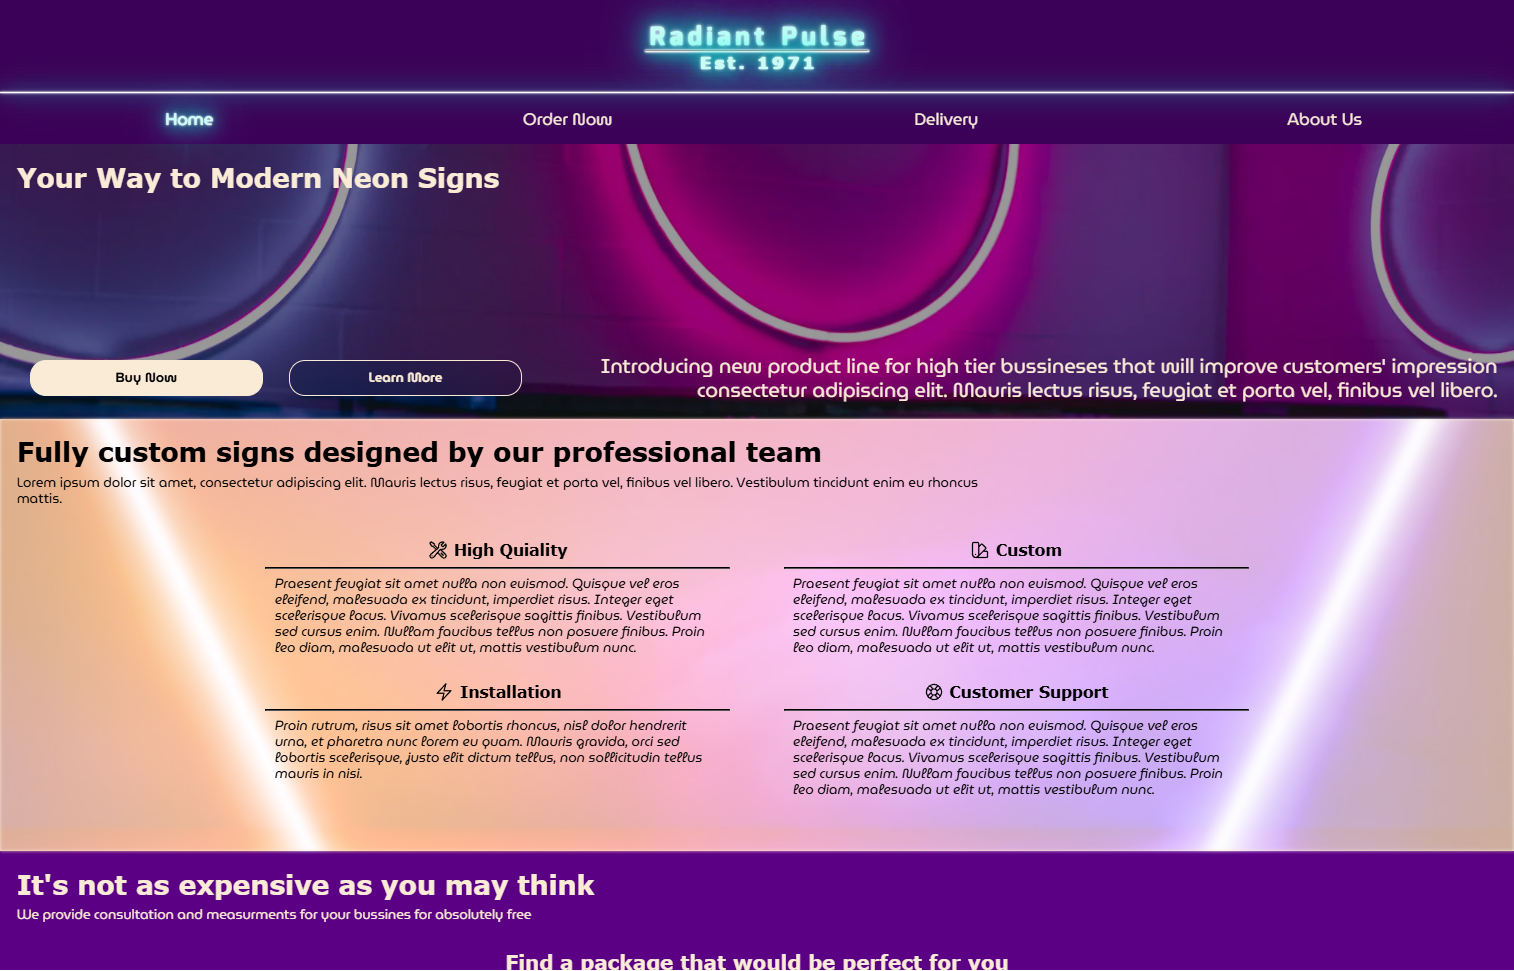 Radiant Pulse
Est. 1971
Home
Order Now
Delivery
About Us
Your Way to Modern Neon Signs
Buy Now
Learn More
Introducing new product line for high tier bussineses that will improve customers' impression
consectetur adipiscing elit. Mauris lectus risus, feugiat et porta vel, finibus vel libero.
Fully custom signs designed by our professional team
Lorem ipsum dolor sit amet, consectetur adipiscing elit. Mauris lectus risus, feugiat et porta vel, finibus vel libero. Vestibulum tincidunt enim eu rhoncus
mattis.
High Quiality
Praesent feugiat sit amet nulla non euismod. Quisque vel eros
eleifend, malesuada ex tincidunt, imperdiet risus. Integer eget
scelerisque lacus. Vivamus scelerisque sagittis finibus. Vestibulum
sed cursus enim. Nullam faucibus tellus non posuere finibus. Proin
leo diam, malesuada ut elit ut, mattis vestibulum nunc.
Custom
Praesent feugiat sit amet nulla non euismod. Quisque vel eros
eleifend, malesuada ex tincidunt, imperdiet risus. Integer eget
scelerisque lacus. Vivamus scelerisque sagittis finibus. Vestibulum
sed cursus enim. Nullam faucibus tellus non posuere finibus. Proin
leo diam, malesuada ut elit ut, mattis vestibulum nunc.
Installation
Proin rutrum, risus sit amet lobortis rhoncus, nisl dolor hendrerit
urna, et pharetra nunc lorem eu quam. Mauris gravida, orci sed
lobortis scelerisque, justo elit dictum tellus, non sollicitudin tellus
mauris in nisi.
Customer Support
Praesent feugiat sit amet nulla non euismod. Quisque vel eros
eleifend, malesuada ex tincidunt, imperdiet risus. Integer eget
scelerisque lacus. Vivamus scelerisque sagittis finibus. Vestibulum
sed cursus enim. Nullam faucibus tellus non posuere finibus. Proin
leo diam, malesuada ut elit ut, mattis vestibulum nunc.
It's not as expensive as you may think
We provide consultation and measurments for your bussines for absolutely free
Find a package that would be perfect for you